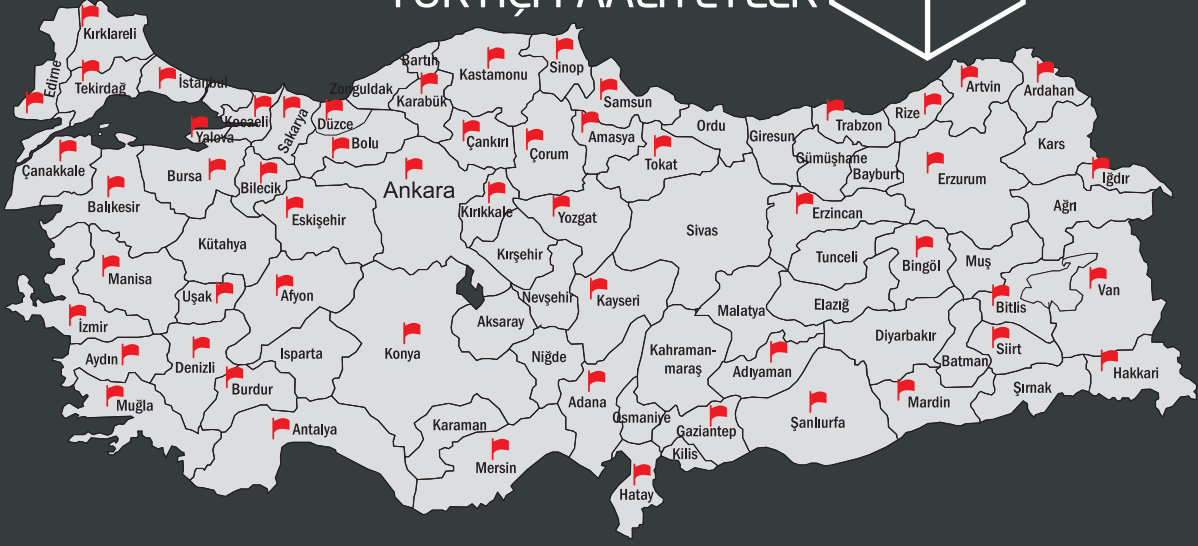 YURTİÇİ FAALİYETLER
Kırklareli
Edirne
Tekirdağ
İstanbul
Kocaeli
Yalova
Sakarya
Düzce
Zonguldak
Bartın
Karabük
Kastamonu
Sinop
Samsun
Ordu
Giresun
Trabzon
Rize
Artvin
Ardahan
Kars
Iğdır
Ağrı
Erzurum
Bayburt
Gümüşhane
Tokat
Amasya
Çorum
Çankırı
Bolu
Ankara
Bilecik
Bursa
Çanakkale
Balıkesir
Eskişehir
Kütahya
Kırıkkale
Yozgat
Kırşehir
Sivas
Erzincan
Tunceli
Bingöl
Muş
Bitlis
Van
Hakkari
Siirt
Şırnak
Batman
Diyarbakır
Elazığ
Malatya
Kayseri
Nevşehir
Aksaray
Niğde
Konya
Afyon
Uşak
Manisa
İzmir
Aydın
Denizli
Isparta
Burdur
Muğla
Antalya
Karaman
Mersin
Adana
Osmaniye
Kahraman-
maraş
Adıyaman
Gaziantep
Kilis
Hatay
Şanlıurfa
Mardin